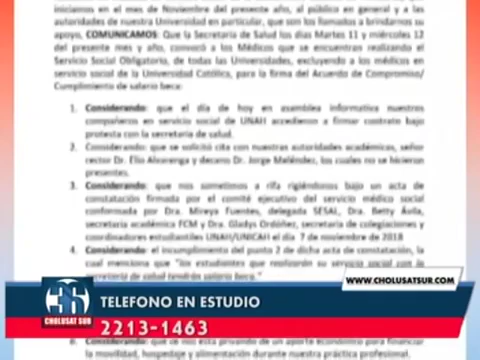 iniciamos en el mes de Noviembre del presente año, al público en general y a las
autoridades de nuestra Universidad en particular, que son los llamados a brindarnos su
apoyo, COMUNICAMOS: Que la Secretaria de Salud los días Martes 11 y miércoles 12
del presente mes y año, convocó a los Médicos que se encuentran realizando el
Servicio Social Obligatorio, de todas las Universidades, excluyendo a los médicos en
servicio social de la Universidad Católica, para la firma del Acuerdo de Compromiso/
Cumplimiento de salario beca:
1. Considerando: que el día de hoy en asamblea informativa nuestros
compañeros en servicio social de UNAH accedieron a firmar contrato bajo
protesta con la secretaria de salud.
2. Considerando: que se solicitó cita con nuestras autoridades académicas, señor
rector Dr. Elio Alvarenga y decano Dr. Jorge Meléndez, los cuales no se hicieron
presentes.
3. Considerando: que nos sometimos a rifa rigiéndonos bajo un acta de
constatación firmada por el comité ejecutivo del servicio médico social
conformada por Dra. Mireya Fuentes, delegada SESAL, Dra. Betty Ávila,
secretaria académica FCM y Dra. Gladys Ordóñez, secretaria de colegiaciones y
coordinadores estudiantiles UNAH/UNICAH el día 7 de noviembre de 2018
4. Considerando: el incumplimiento del punto 2 de dicha acta de constatación, la
cual menciona que "los estudiantes que realizarán su servicio social con la
secretaría de salud tendrán salario beca."
WWW.CHOLUSATSUR.COM
36
CHOLUSAT SUR
TELEFONO EN ESTUDIO
2213-1463
Considerando: que se nos está privando de un aporte económico para financiar
la movilidad, hospedaje y alimentación durante nuestra práctica profesional.